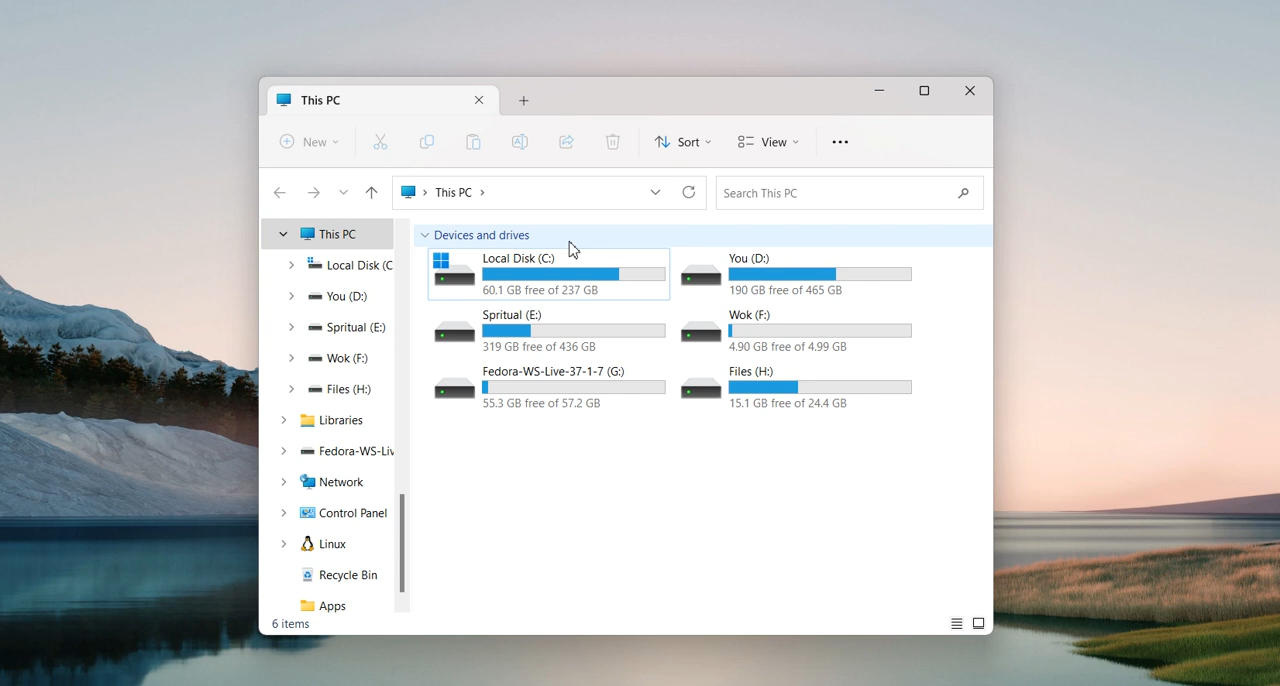 This PC
New
Sort
View
This PC
Search This PC
This PC
Local Disk (C
You (D:)
Spritual (E:)
Wok (F:)
Files (H:)
Libraries
Fedora-WS-Liv
Network
Control Panel
Linux
Recycle Bin
Apps
Devices and drives
Local Disk (C:)
60.1 GB free of 237 GB
You (D:)
190 GB free of 465 GB
Spritual (E:)
319 GB free of 436 GB
Wok (F:)
4.90 GB free of 4.99 GB
Fedora-WS-Live-37-1-7 (G:)
55.3 GB free of 57.2 GB
Files (H:)
15.1 GB free of 24.4 GB
6 items